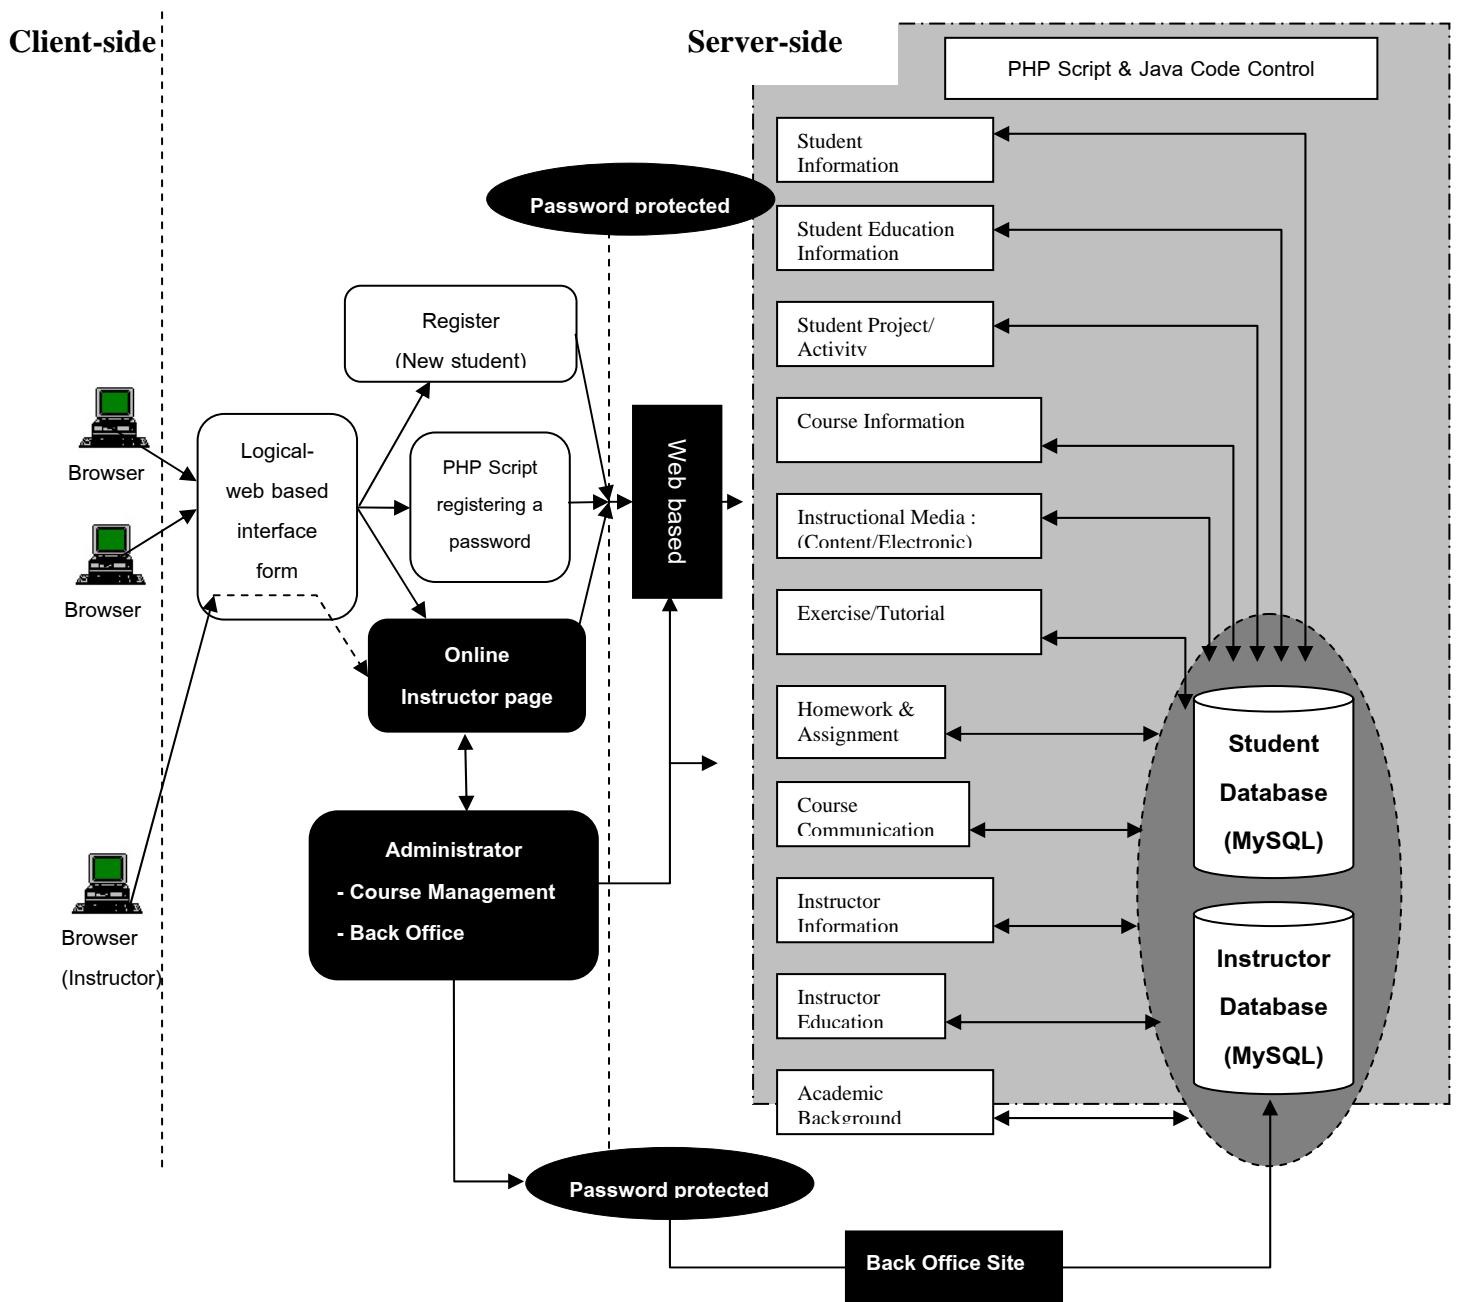 Client-side
Server-side
PHP Script & Java Code Control
Student
Information
Password protected
Student Education
Information
Register
(New student)
Student Project/
Activity
Browser
Logical-
web based
interface
form
PHP Script
registering a
password
Web based
Course Information
Instructional Media :
(Content/Electronic)
Browser
Exercise/Tutorial
Online
Instructor page
Homework &
Assignment
Student
Database
(MySQL)
Course
Communication
Administrator
- Course Management
- Back Office
Browser
(Instructor)
Instructor
Information
Instructor
Database
(MySQL)
Instructor
Education
Academic
Background
Password protected
Back Office Site